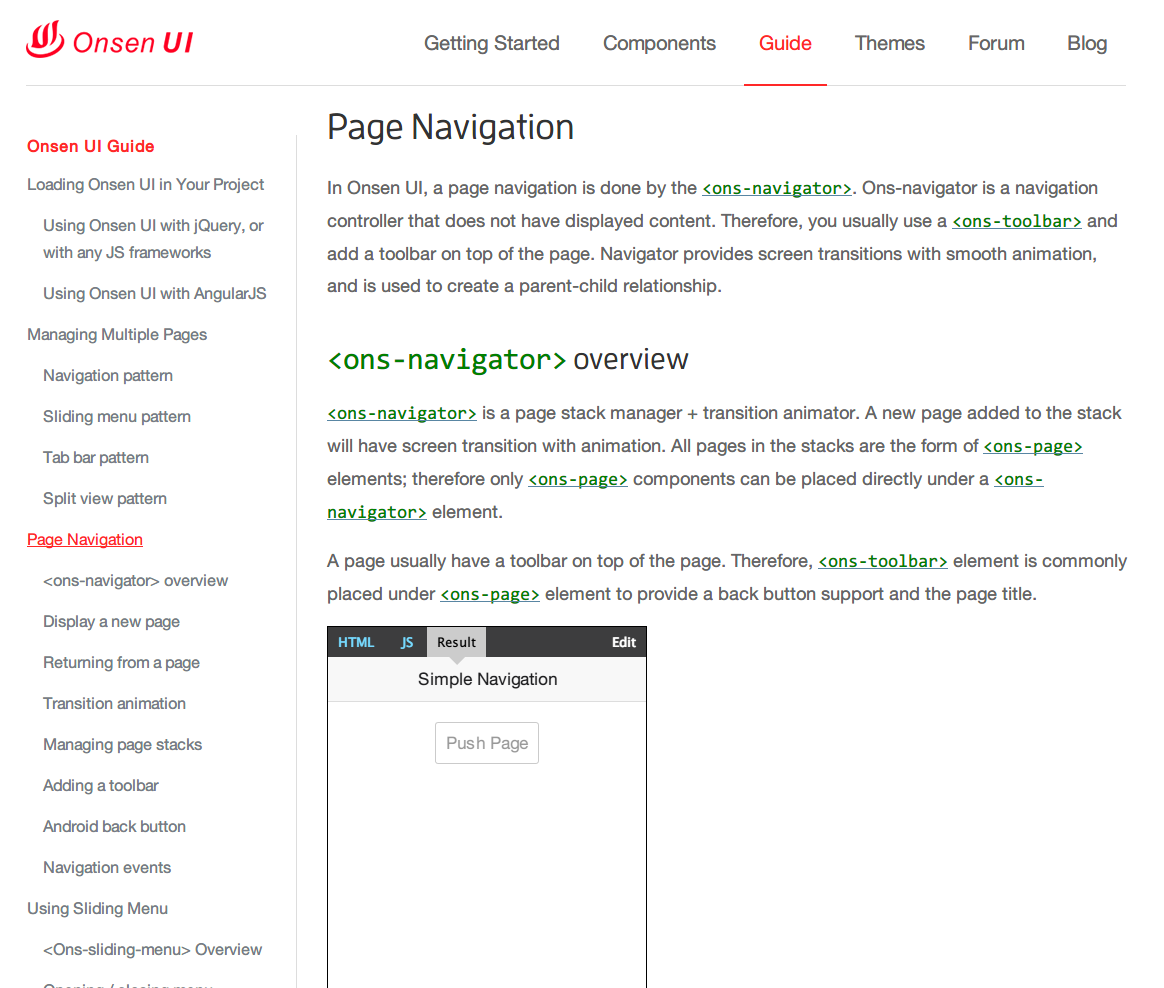 Onsen UI
Getting Started
Components
Guide
Themes
Forum
Blog
Onsen UI Guide
Loading Onsen UI in Your Project
Using Onsen UI with jQuery, or
with any JS frameworks
Using Onsen UI with AngularJS
Managing Multiple Pages
Navigation pattern
Sliding menu pattern
Tab bar pattern
Split view pattern
Page Navigation
<ons-navigator> overview
Display a new page
Returning from a page
Transition animation
Managing page stacks
Adding a toolbar
Android back button
Navigation events
Using Sliding Menu
<Ons-sliding-menu> Overview
Page Navigation
In Onsen UI, a page navigation is done by the <ons-navigator>. Ons-navigator is a navigation
controller that does not have displayed content. Therefore, you usually use a <ons-toolbar> and
add a toolbar on top of the page. Navigator provides screen transitions with smooth animation,
and is used to create a parent-child relationship.
<ons-navigator> overview
<ons-navigator> is a page stack manager + transition animator. A new page added to the stack
will have screen transition with animation. All pages in the stacks are the form of <ons-page>
elements; therefore only <ons-page> components can be placed directly under a <ons-
navigator> element.
A page usually have a toolbar on top of the page. Therefore, <ons-toolbar> element is commonly
placed under <ons-page> element to provide a back button support and the page title.
HTML JS Result Edit
Simple Navigation
Push Page